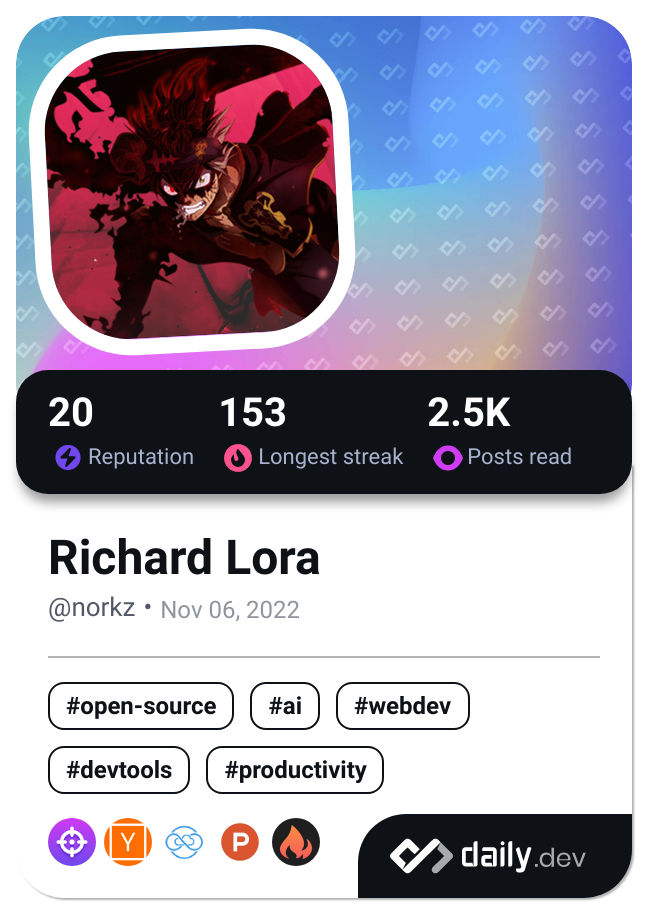 20 153 2.5K
Reputation Longest streak Posts read
Richard Lora
@norkz • Nov 06, 2022
#open-source #ai #webdev
#devtools #productivity
Y P
daily.dev